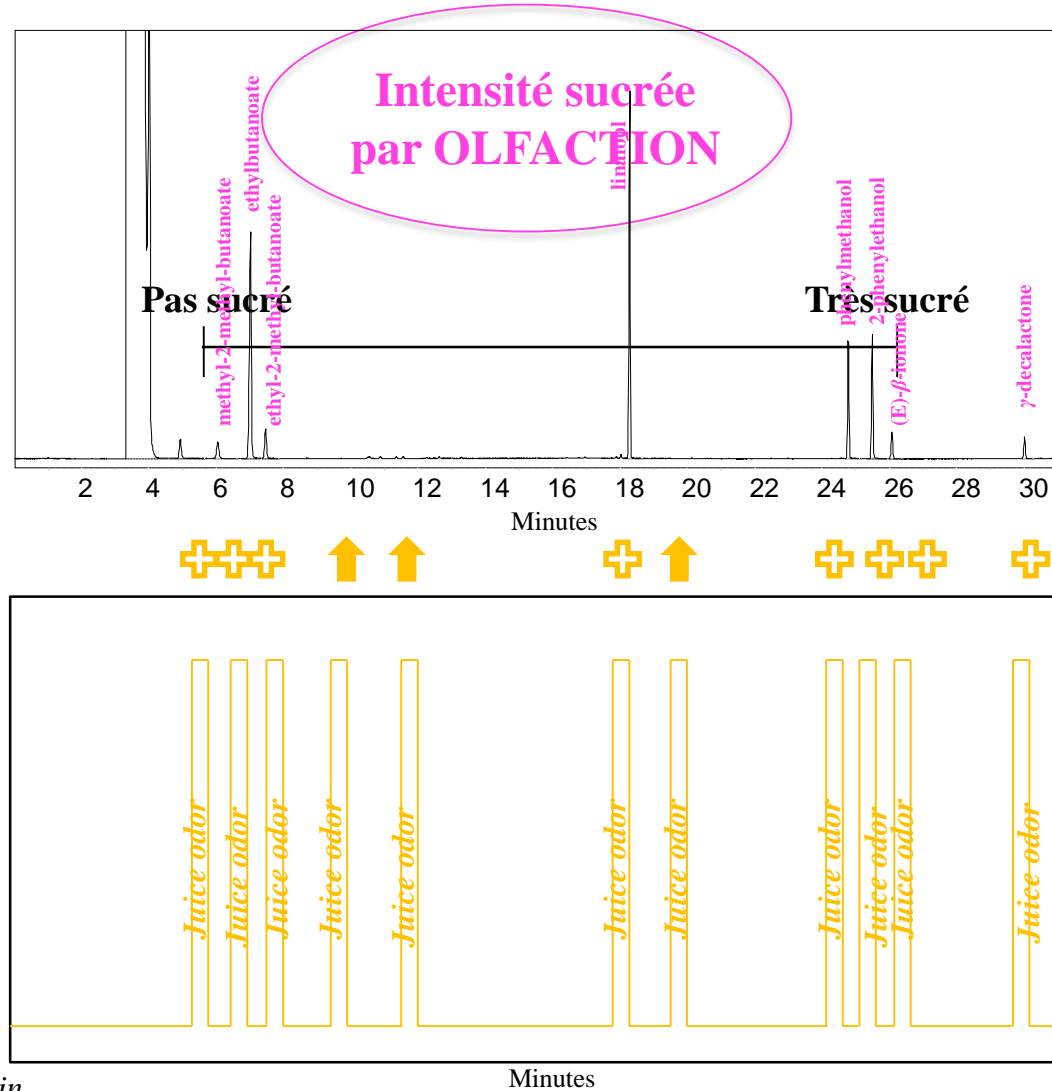 Intensité sucrée
par OLFACTION
methyl-2-methyl-butanoate
ethylbutanoate
ethyl-2-methyl-butanoate
linalool
phenylmethanol
2-phenylethanol
(E)-β-ionone
γ-decalactone
Pas sucré
Très sucré
2 4 6 8 10 12 14 16 18 20 22 24 26 28 30
Minutes
Juice odor
Juice odor
Juice odor
Juice odor
Juice odor
Juice odor
Juice odor
Juice odor
Juice odor
Juice odor
Juice odor
Minutes
in